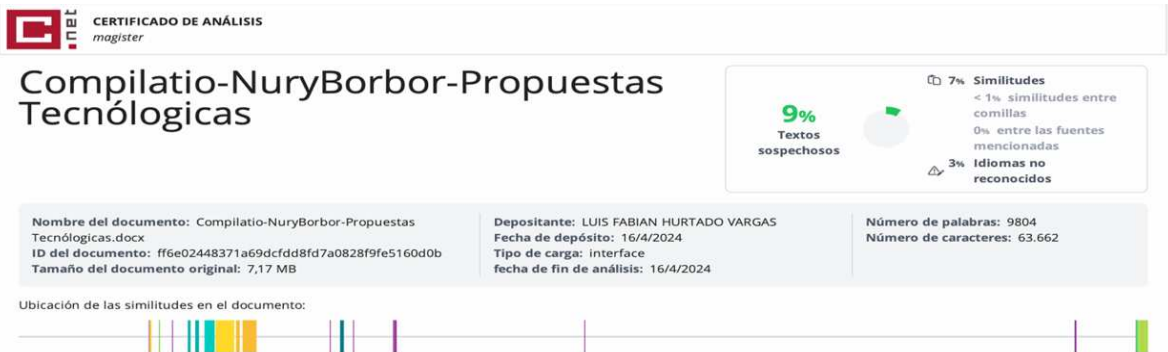 C.net
CERTIFICADO DE ANÁLISIS
magister
Compilatio-NuryBorbor-Propuestas
Tecnólogicas
9%
Textos
sospechosos
7% Similitudes
< 1% similitudes entre
comillas
0% entre las fuentes
mencionadas
3% Idiomas no
reconocidos
Nombre del documento: Compilatio-NuryBorbor-Propuestas
Tecnólogicas.docx
ID del documento: ff6e02448371a69dcfdd8fd7a0828f9fe5160d0b
Tamaño del documento original: 7,17 MB
Depositante: LUIS FABIAN HURTADO VARGAS
Fecha de depósito: 16/4/2024
Tipo de carga: interface
fecha de fin de análisis: 16/4/2024
Número de palabras: 9804
Número de caracteres: 63.662
Ubicación de las similitudes en el documento: